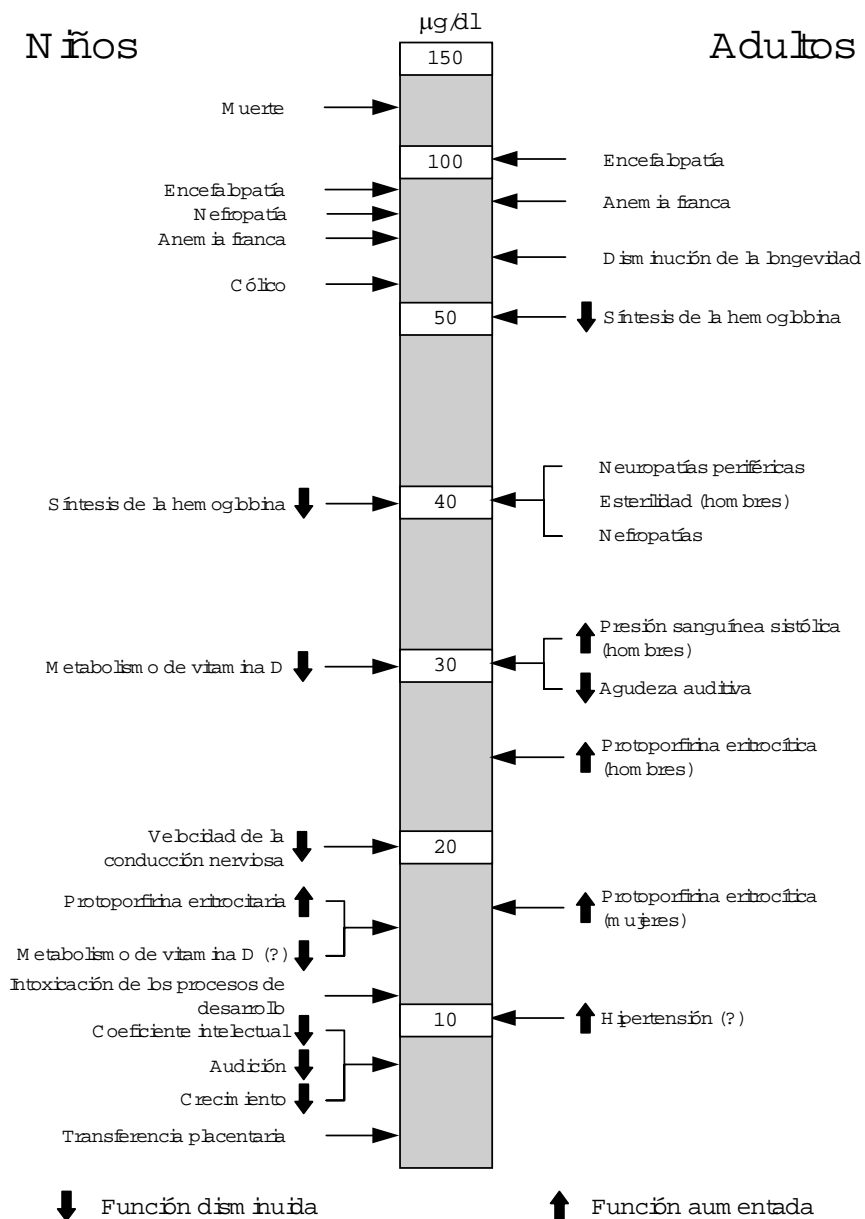 µg/dl
Niños
Adultos
150
Muerte
100
Encefalopatía
Encefalopatía
Anemia franca
Nefropatía
Anemia franca
Disminución de la longevidad
Cólico
50
Síntesis de la hemoglobina
Neuropatías periféricas
Síntesis de la hemoglobina
40
Esterilidad (hombres)
Nefropatías
Presión sanguínea sistólica
(hombres)
Metabolismo de vitamina D
30
Agudeza auditiva
Protoporfirina eritrocítica
(hombres)
Velocidad de la
conducción nerviosa
20
Protoporfirina eritrocitaria
Protoporfirina eritrocítica
(mujeres)
Metabolismo de vitamina D (?)
Intoxicación de los procesos de
desarrollo
10
Hipertensión (?)
Coeficiente intelectual
Audición
Crecimiento
Transferencia placentaria
Función disminuida
Función aumentada